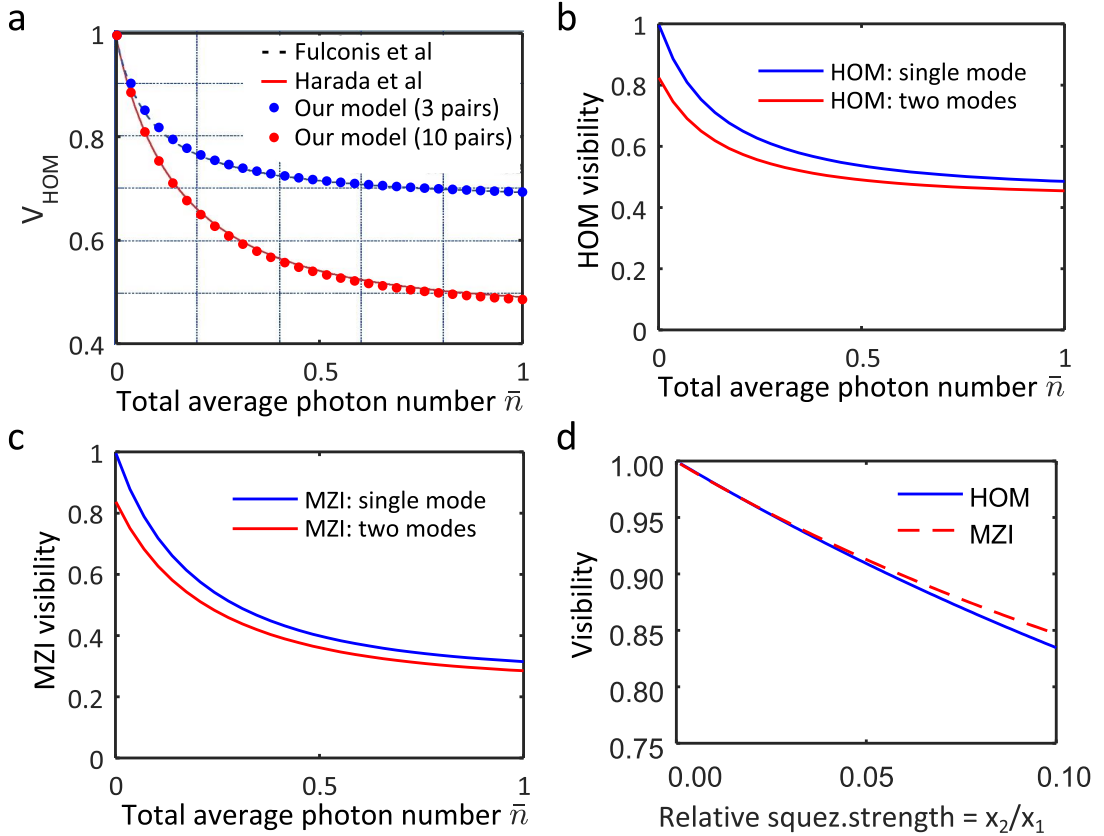 a
1
0.8
0.6
0.4
V_HOM
Fulconis et al
Harada et al
Our model (3 pairs)
Our model (10 pairs)
0
0.5
1
Total average photon number n̄
b
1
0.8
0.6
0.4
0.2
0
HOM visibility
HOM: single mode
HOM: two modes
0
0.5
1
Total average photon number n̄
c
1
0.8
0.6
0.4
0.2
0
MZI visibility
MZI: single mode
MZI: two modes
0
0.5
1
Total average photon number n̄
d
1.00
0.95
0.90
0.85
0.80
0.75
Visibility
HOM
MZI
0.00
0.05
0.10
Relative squez.strength = x₂/x₁